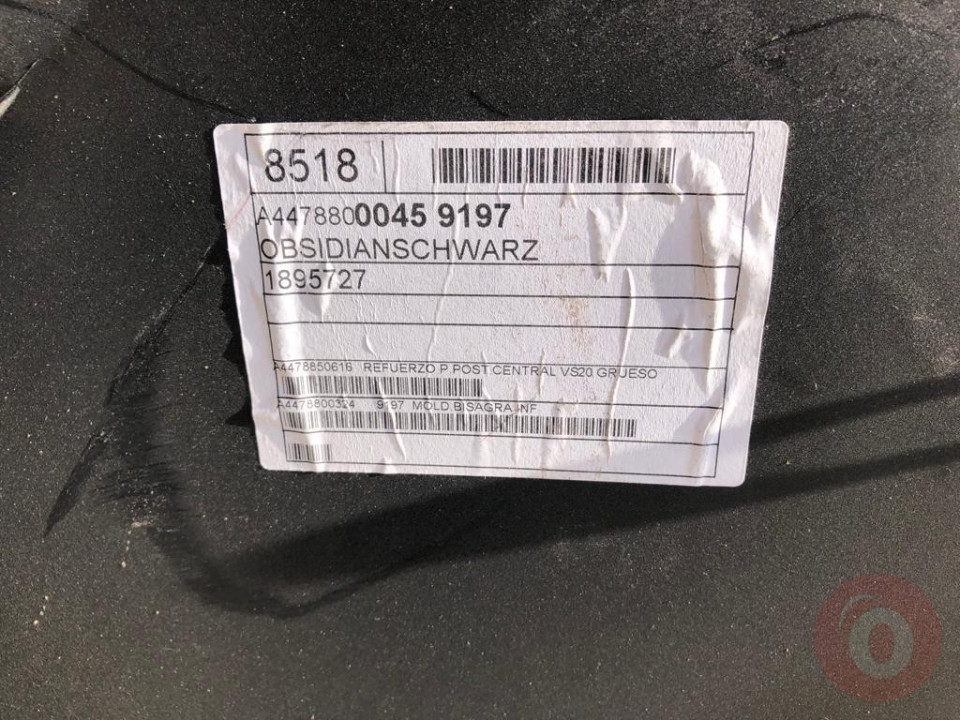 8518
A4478800045 9197
OBSIDIANSCHWARZ
1895727
A4478850616 REFUERZO P.POST.CENTRAL VS20 GRUESO
A4478800324 9197 MOLD.BISAGRA INF
O